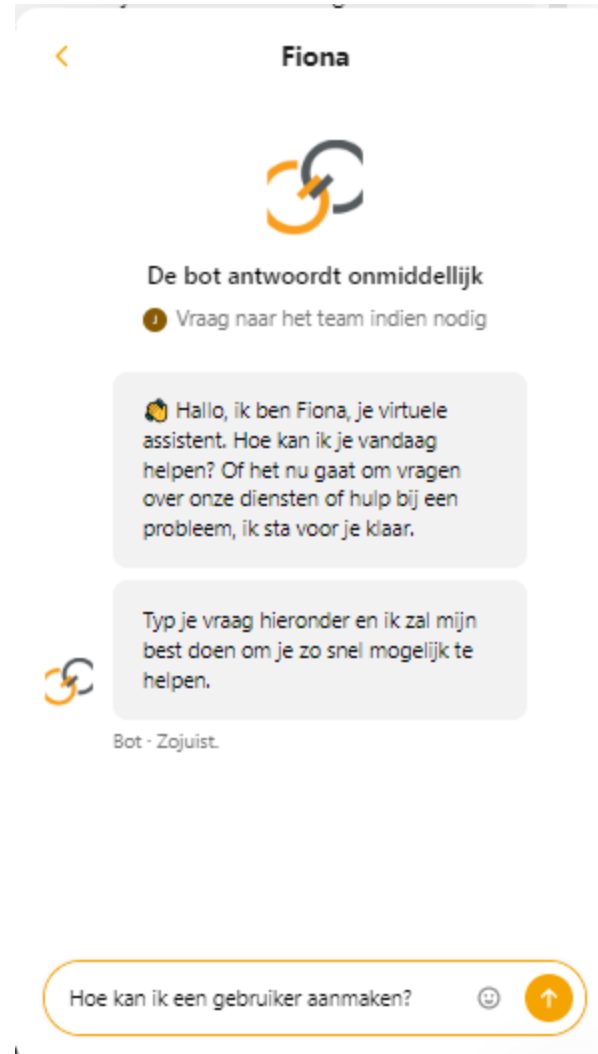 Fiona
De bot antwoordt onmiddellijk
J Vraag naar het team indien nodig
👋 Hallo, ik ben Fiona, je virtuele
assistent. Hoe kan ik je vandaag
helpen? Of het nu gaat om vragen
over onze diensten of hulp bij een
probleem, ik sta voor je klaar.
Typ je vraag hieronder en ik zal mijn
best doen om je zo snel mogelijk te
helpen.
Bot · Zojuist.
Hoe kan ik een gebruiker aanmaken?